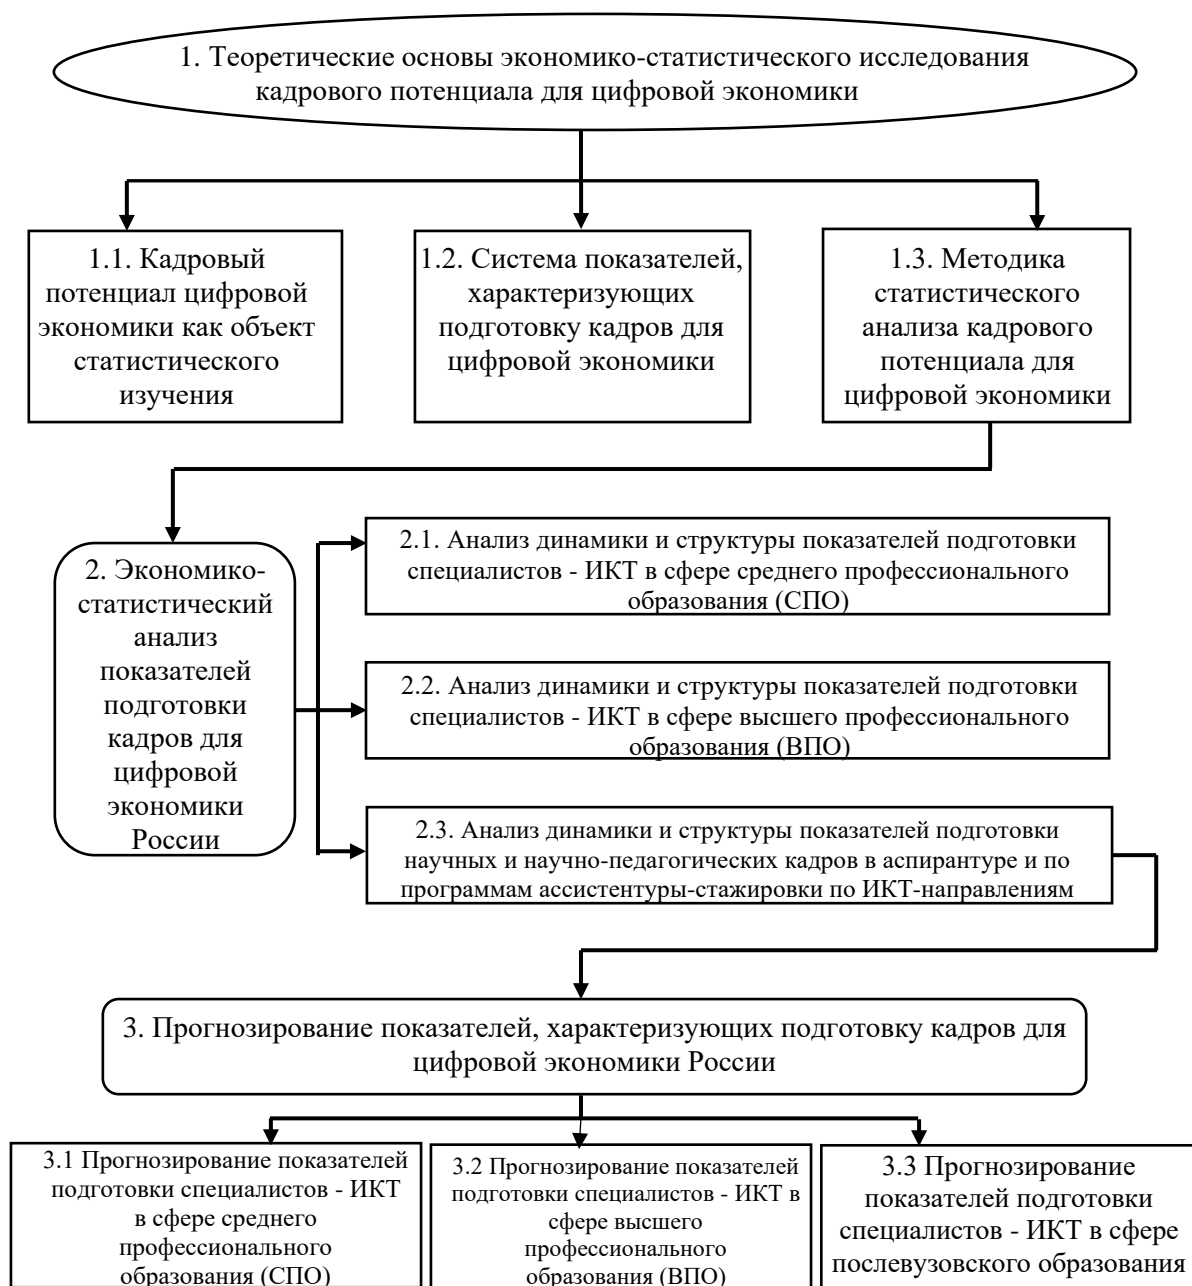 1. Теоретические основы экономико-статистического исследования
кадрового потенциала для цифровой экономики
1.1. Кадровый
потенциал цифровой
экономики как объект
статистического
изучения
1.2. Система показателей,
характеризующих
подготовку кадров для
цифровой экономики
1.3. Методика
статистического
анализа кадрового
потенциала для
цифровой экономики
2. Экономико-
статистический
анализ
показателей
подготовки
кадров для
цифровой
экономики
России
2.1. Анализ динамики и структуры показателей подготовки
специалистов - ИКТ в сфере среднего профессионального
образования (СПО)
2.2. Анализ динамики и структуры показателей подготовки
специалистов - ИКТ в сфере высшего профессионального
образования (ВПО)
2.3. Анализ динамики и структуры показателей подготовки
научных и научно-педагогических кадров в аспирантуре и по
программам ассистентуры-стажировки по ИКТ-направлениям
3. Прогнозирование показателей, характеризующих подготовку кадров для
цифровой экономики России
3.1 Прогнозирование показателей
подготовки специалистов - ИКТ
в сфере среднего
профессионального
образования (СПО)
3.2 Прогнозирование показателей
подготовки специалистов - ИКТ в
сфере высшего
профессионального
образования (ВПО)
3.3 Прогнозирование
показателей подготовки
специалистов - ИКТ в сфере
послевузовского образования